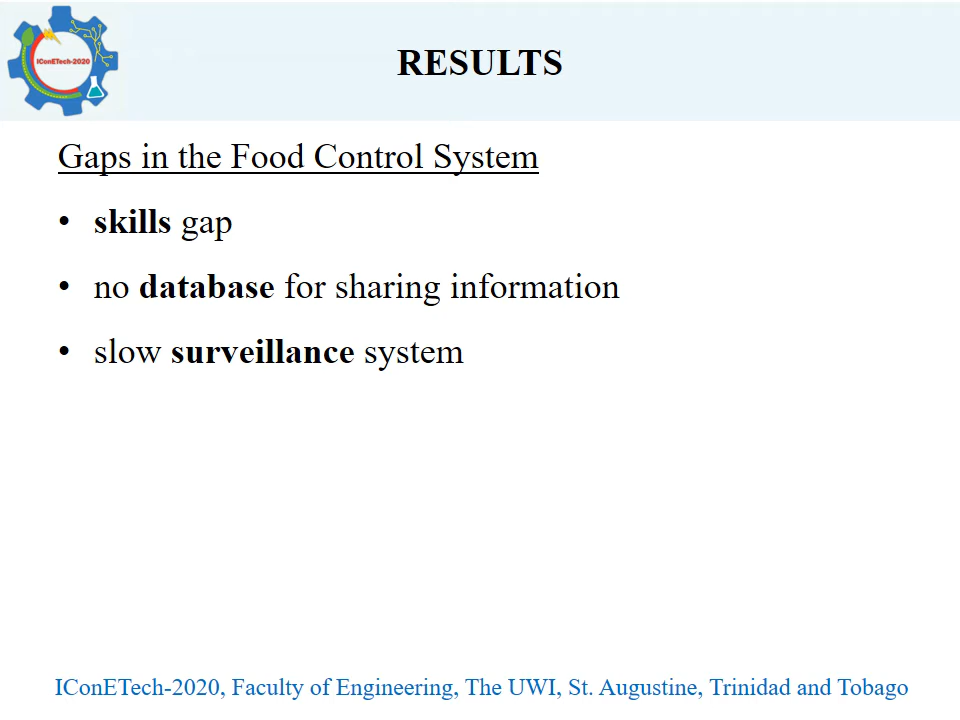 IConETech-2020
RESULTS
Gaps in the Food Control System
• skills gap
• no database for sharing information
• slow surveillance system
IConETech-2020, Faculty of Engineering, The UWI, St. Augustine, Trinidad and Tobago